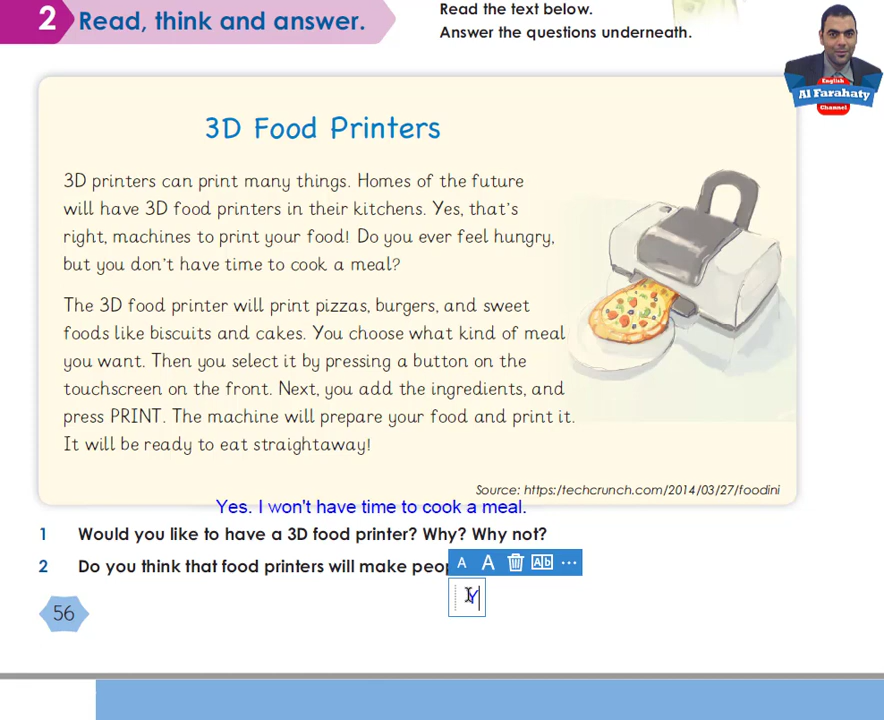 2 Read, think and answer.
Read the text below.
Answer the questions underneath.
English
Al Farahaty
Channel
3D Food Printers
3D printers can print many things. Homes of the future
will have 3D food printers in their kitchens. Yes, that's
right, machines to print your food! Do you ever feel hungry,
but you don't have time to cook a meal?
The 3D food printer will print pizzas, burgers, and sweet
foods like biscuits and cakes. You choose what kind of meal
you want. Then you select it by pressing a button on the
touchscreen on the front. Next, you add the ingredients, and
press PRINT. The machine will prepare your food and print it.
It will be ready to eat straightaway!
Source: https:/techcrunch.com/2014/03/27/foodini
Yes. I won't have time to cook a meal.
1 Would you like to have a 3D food printer? Why? Why not?
2 Do you think that food printers will make
A A Ab ...
Y
56